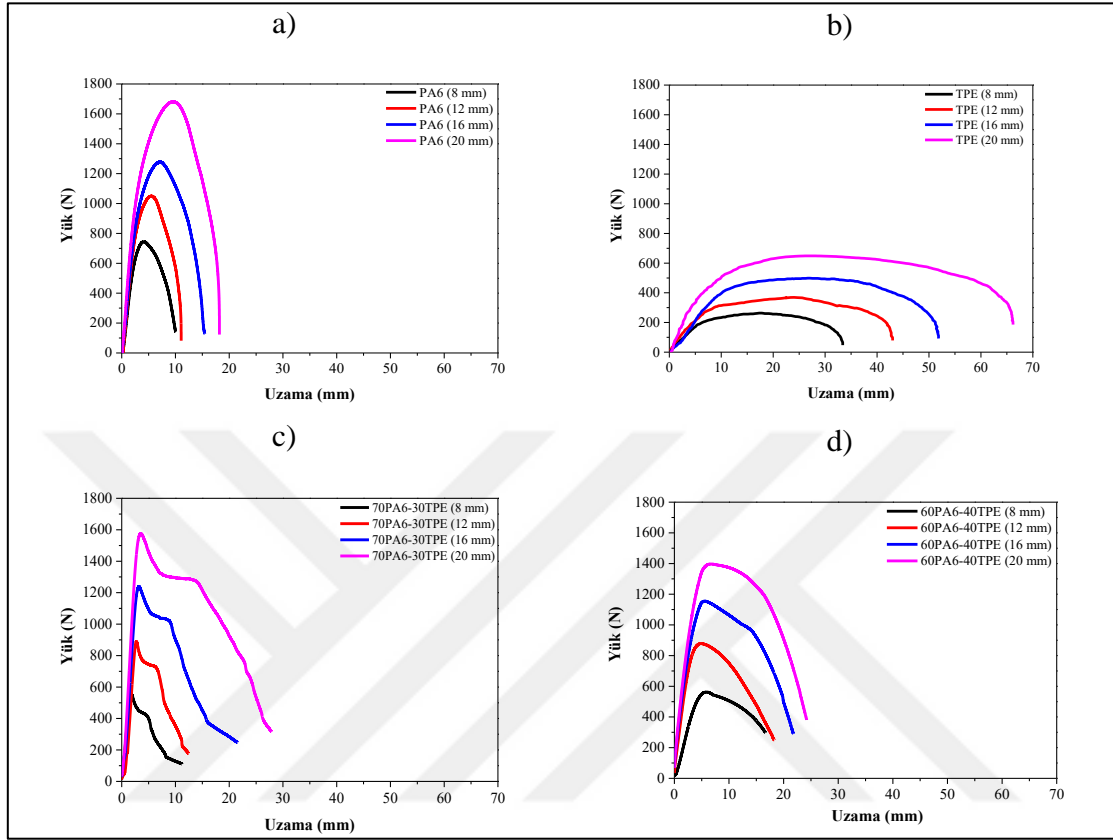 a)
b)
1800
1600
1400
1200
1000
800
600
400
200
0
Yük (N)
PA6 (8 mm)
PA6 (12 mm)
PA6 (16 mm)
PA6 (20 mm)
0 10 20 30 40 50 60 70
Uzama (mm)
1800
1600
1400
1200
1000
800
600
400
200
0
Yük (N)
TPE (8 mm)
TPE (12 mm)
TPE (16 mm)
TPE (20 mm)
0 10 20 30 40 50 60 70
Uzama (mm)
c)
d)
1800
1600
1400
1200
1000
800
600
400
200
0
Yük (N)
70PA6-30TPE (8 mm)
70PA6-30TPE (12 mm)
70PA6-30TPE (16 mm)
70PA6-30TPE (20 mm)
0 10 20 30 40 50 60 70
Uzama (mm)
1800
1600
1400
1200
1000
800
600
400
200
0
Yük (N)
60PA6-40TPE (8 mm)
60PA6-40TPE (12 mm)
60PA6-40TPE (16 mm)
60PA6-40TPE (20 mm)
0 10 20 30 40 50 60 70
Uzama (mm)